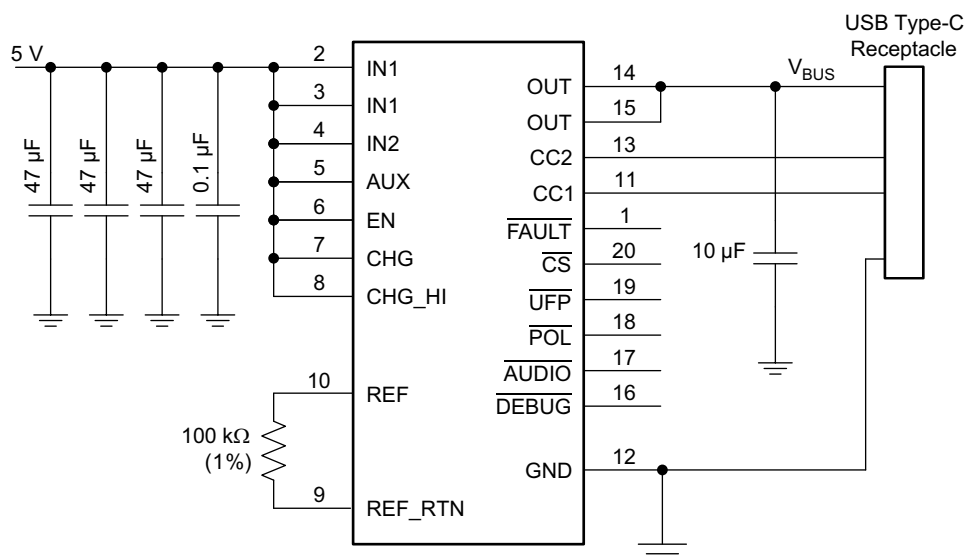 USB Type-C
Receptacle
5 V
2
IN1
3
IN1
4
IN2
5
AUX
6
EN
7
CHG
8
CHG_HI
47 µF
47 µF
47 µF
0.1 µF
10
REF
100 kΩ
(1%)
9
REF_RTN
OUT
14
VBUS
OUT
15
CC2
13
CC1
11
FAULT
1
CS
20
UFP
19
POL
18
AUDIO
17
DEBUG
16
GND
12
10 µF